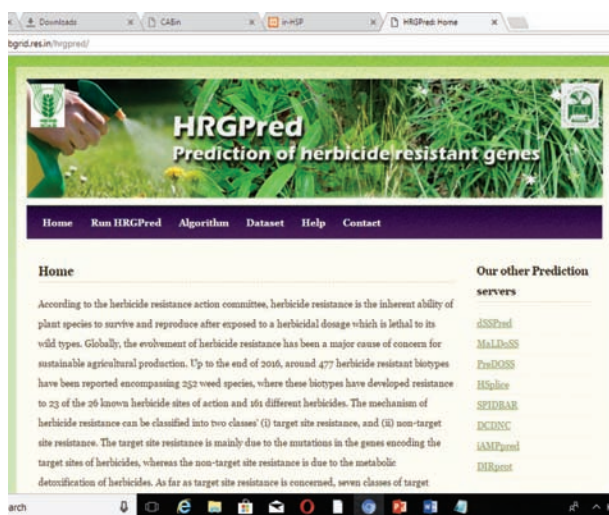 Downloads
CABin
ir-HSP
HRGPred: Home
bgrid.res.in/hrgpred/
HRGPred
Prediction of herbicide resistant genes
Home Run HRGPred Algorithm Dataset Help Contact
Home
According to the herbicide resistance action committee, herbicide resistance is the inherent ability of
plant species to survive and reproduce after exposed to a herbicidal dosage which is lethal to its
wild types. Globally, the evolvement of herbicide resistance has been a major cause of concern for
sustainable agricultural production. Up to the end of 2016, around 477 herbicide resistant biotypes
have been reported encompassing 252 weed species, where these biotypes have developed resistance
to 23 of the 26 known herbicide sites of action and 161 different herbicides. The mechanism of
herbicide resistance can be classified into two classes' (i) target site resistance, and (ii) non-target
site resistance. The target site resistance is mainly due to the mutations in the genes encoding the
target sites of herbicides, whereas the non-target site resistance is due to the metabolic
detoxification of herbicides. As far as target site resistance is concerned, seven classes of target
Our other Prediction
servers
dSSPred
MaLDoSS
PreDOSS
HSplice
SPIDBAR
DCDNC
iAMPpred
DIRprot
arch